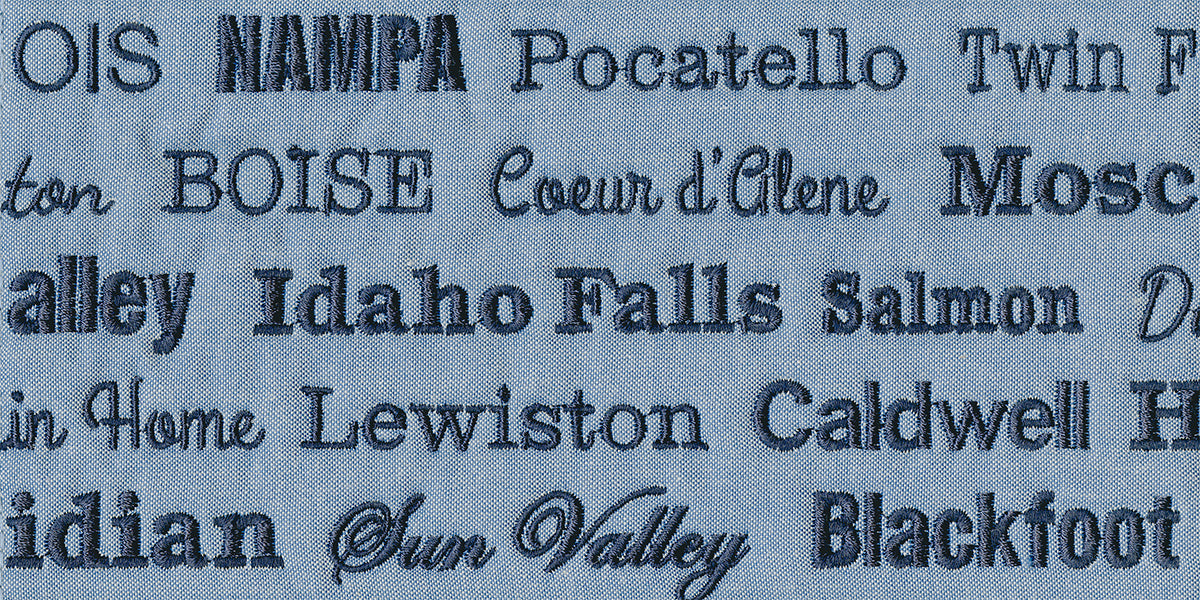 OIS NAMPA Pocatello Twin F
ton BOISE Coeur d'Alene Mosc
alley Idaho Falls Salmon D
in Home Lewiston Caldwell H
idian Sun Valley Blackfoot